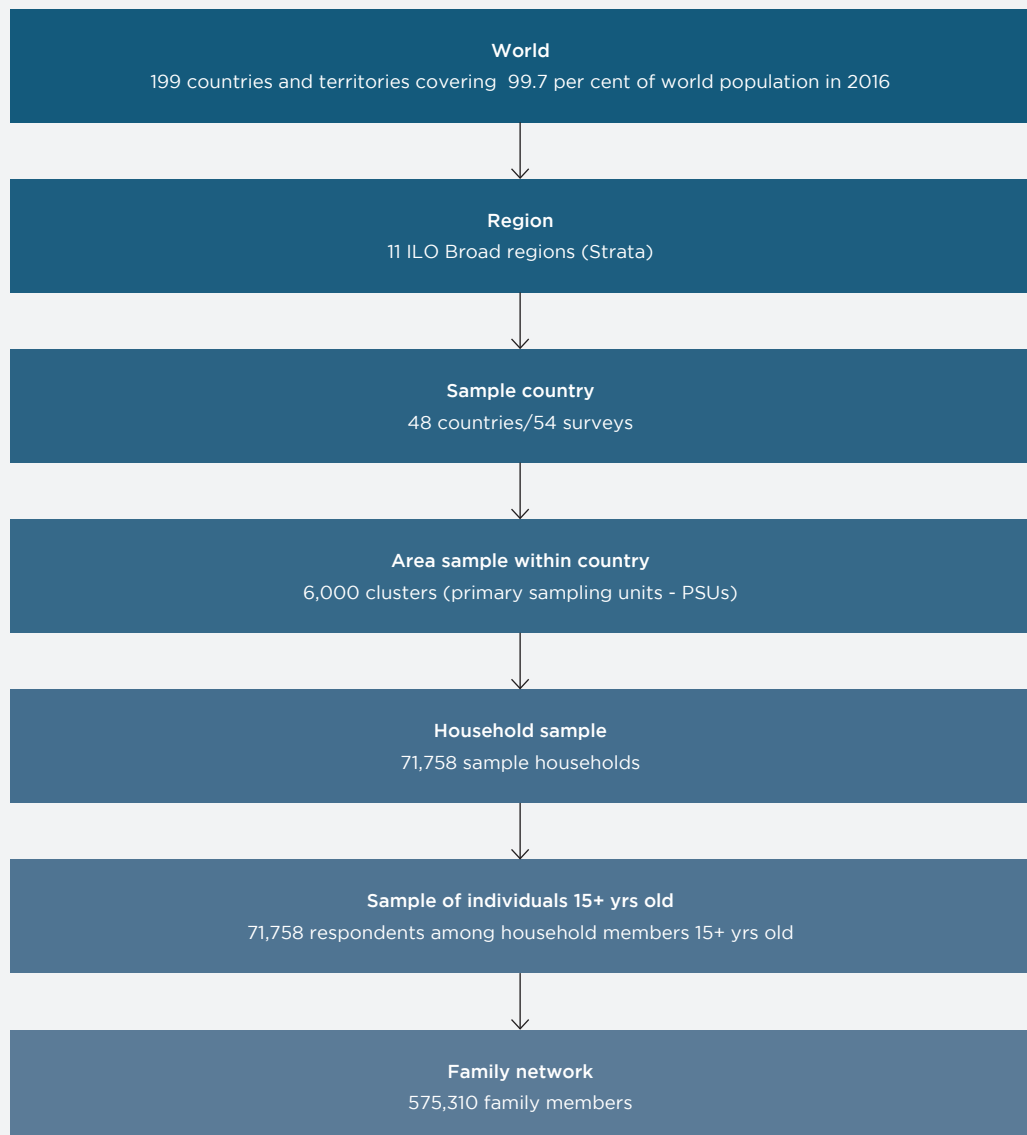 World
199 countries and territories covering  99.7 per cent of world population in 2016
Region
11 ILO Broad regions (Strata)
Sample country
48 countries/54 surveys
Area sample within country
6,000 clusters (primary sampling units - PSUs)
Household sample
71,758 sample households
Sample of individuals 15+ yrs old
71,758 respondents among household members 15+ yrs old
Family network
575,310 family members